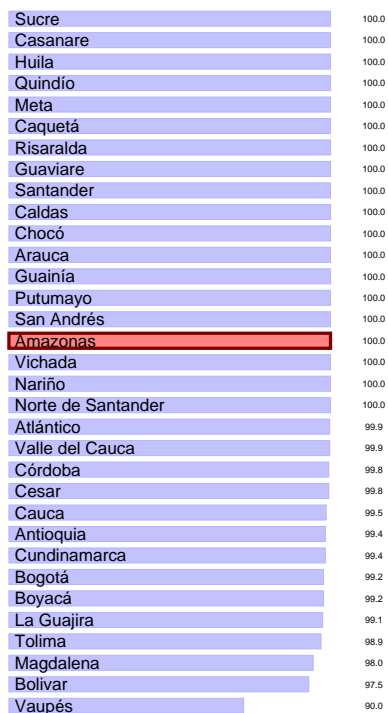 Sucre 100.0
Casanare 100.0
Huila 100.0
Quindío 100.0
Meta 100.0
Caquetá 100.0
Risaralda 100.0
Guaviare 100.0
Santander 100.0
Caldas 100.0
Chocó 100.0
Arauca 100.0
Guainía 100.0
Putumayo 100.0
San Andrés 100.0
Amazonas 100.0
Vichada 100.0
Nariño 100.0
Norte de Santander 100.0
Atlántico 99.9
Valle del Cauca 99.9
Córdoba 99.8
Cesar 99.8
Cauca 99.5
Antioquia 99.4
Cundinamarca 99.4
Bogotá 99.2
Boyacá 99.2
La Guajira 99.1
Tolima 98.9
Magdalena 98.0
Bolivar 97.5
Vaupés 90.0